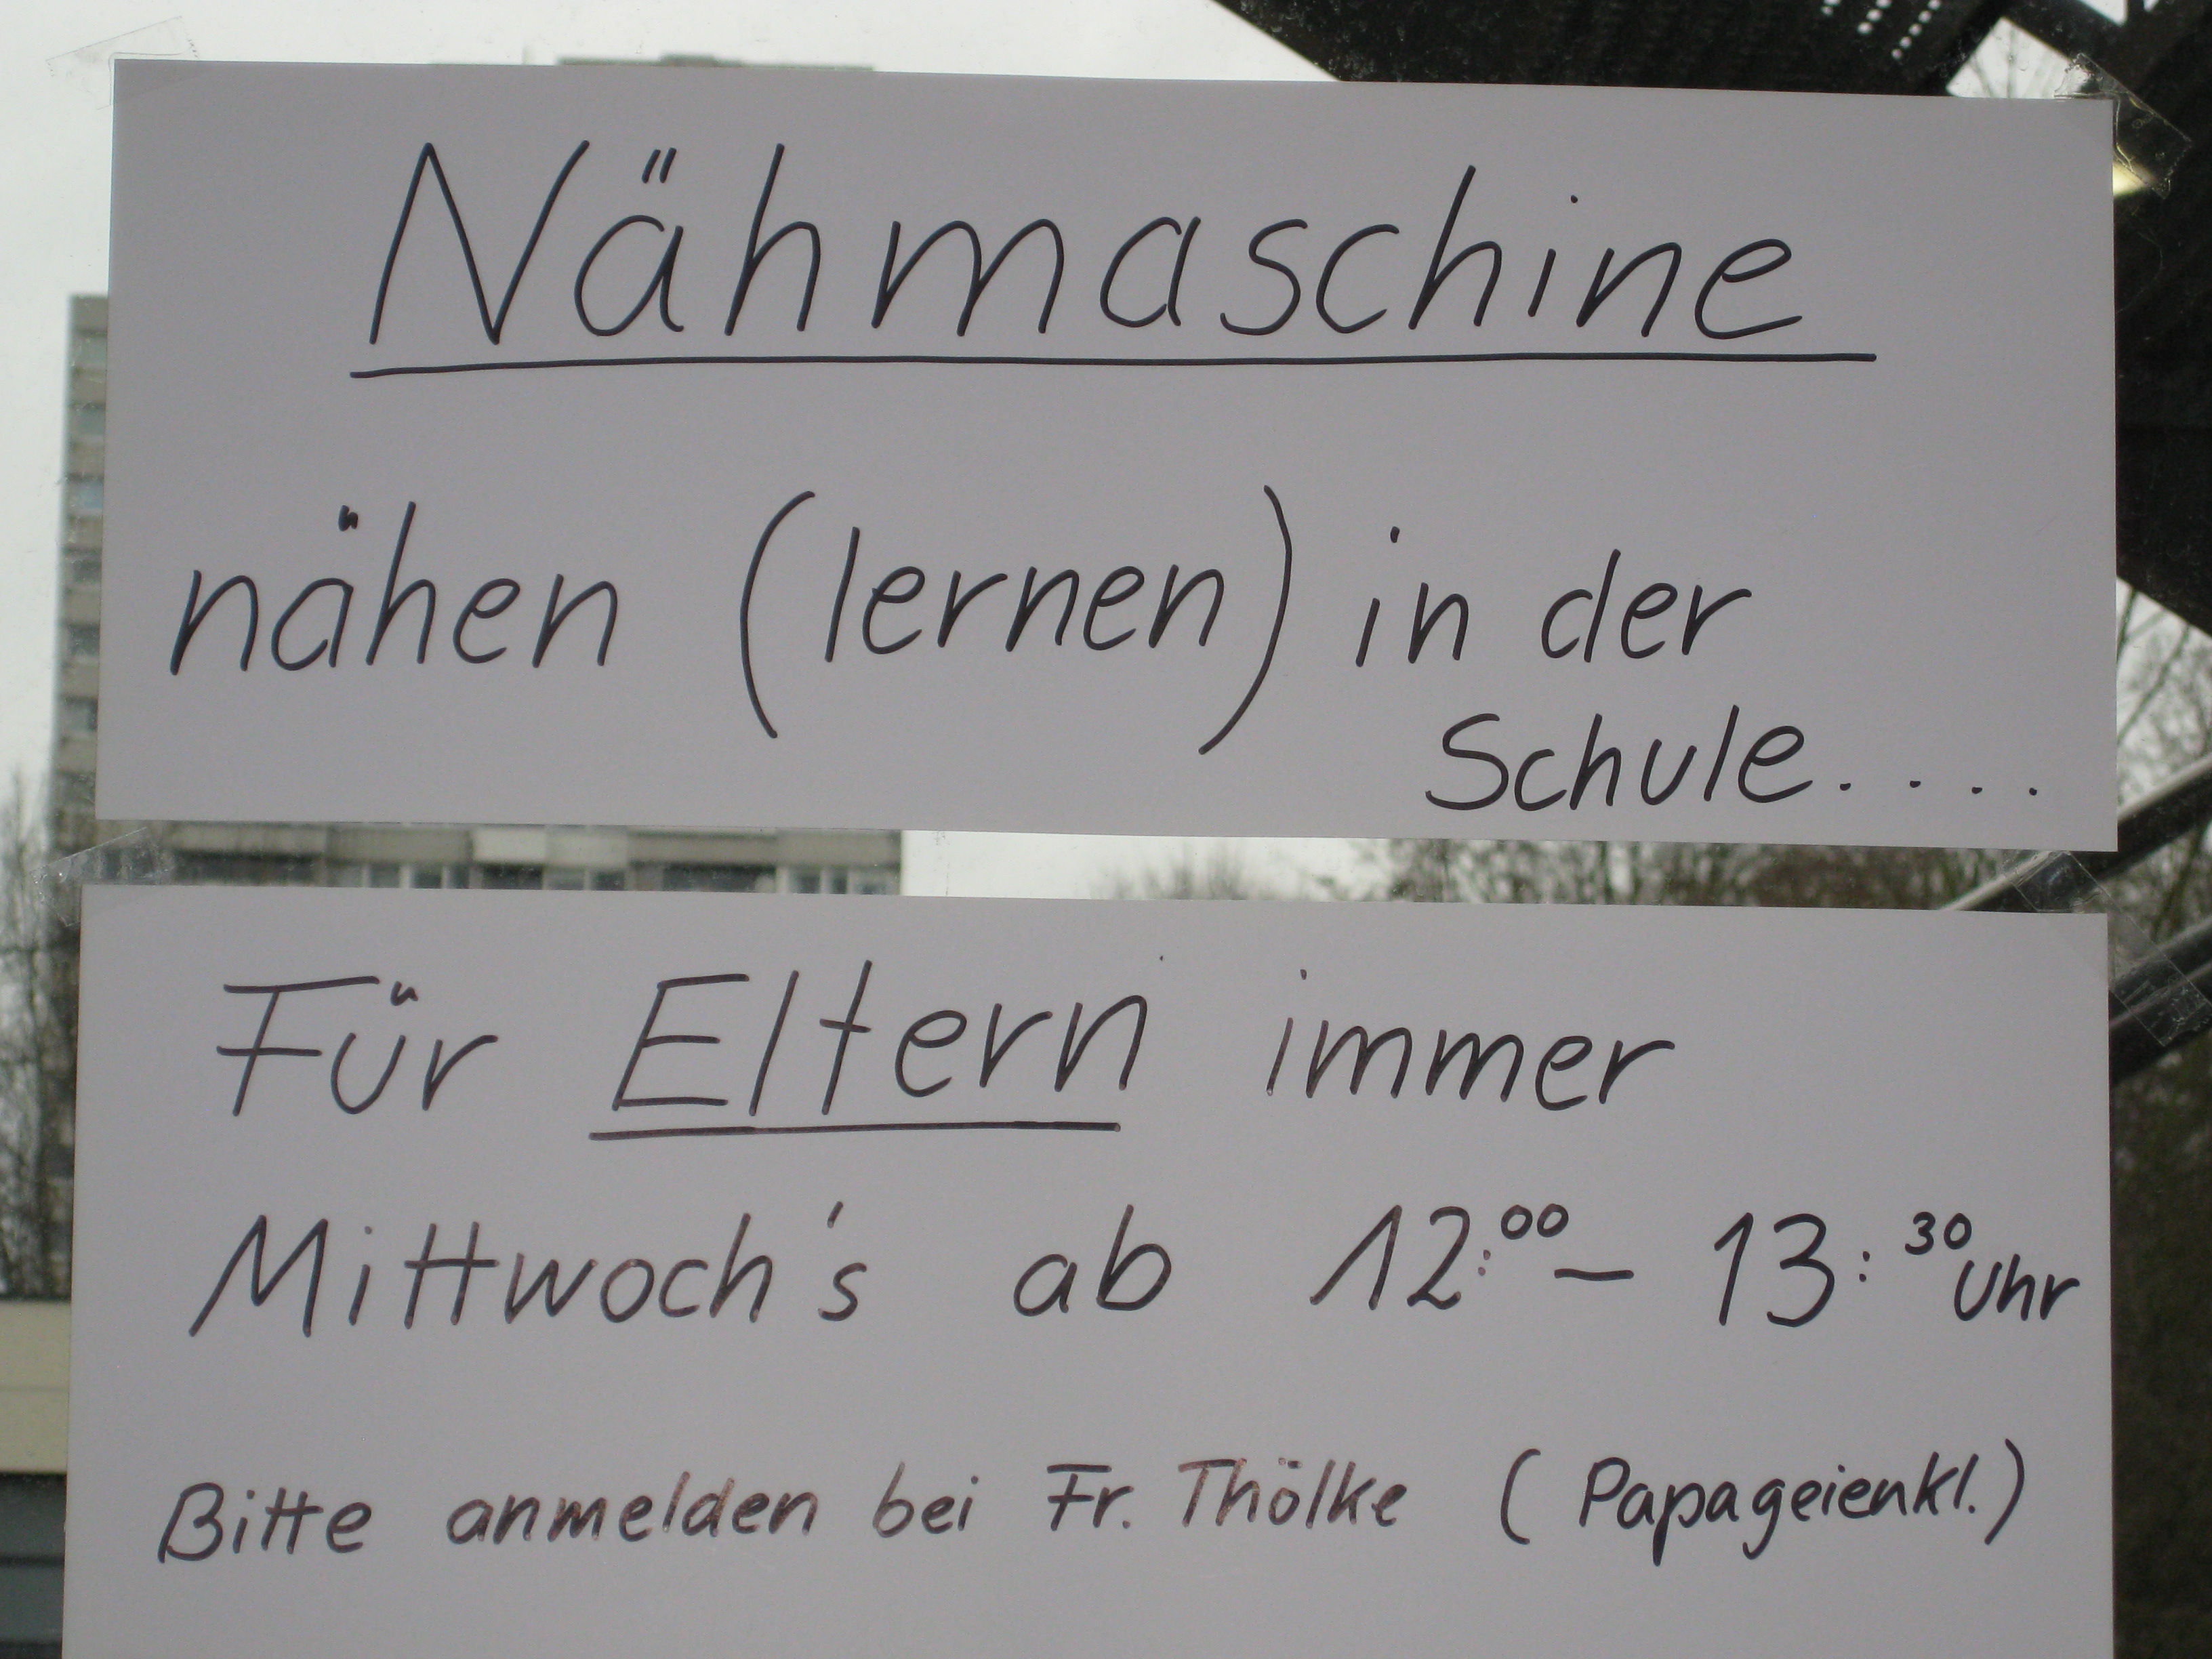 Nähmaschine
nähen (lernen) in der
Schule....
Für Eltern immer
Mittwoch's ab 12:00 – 13:30 Uhr
Bitte anmelden bei Fr. Thölke (Papageienkl.)